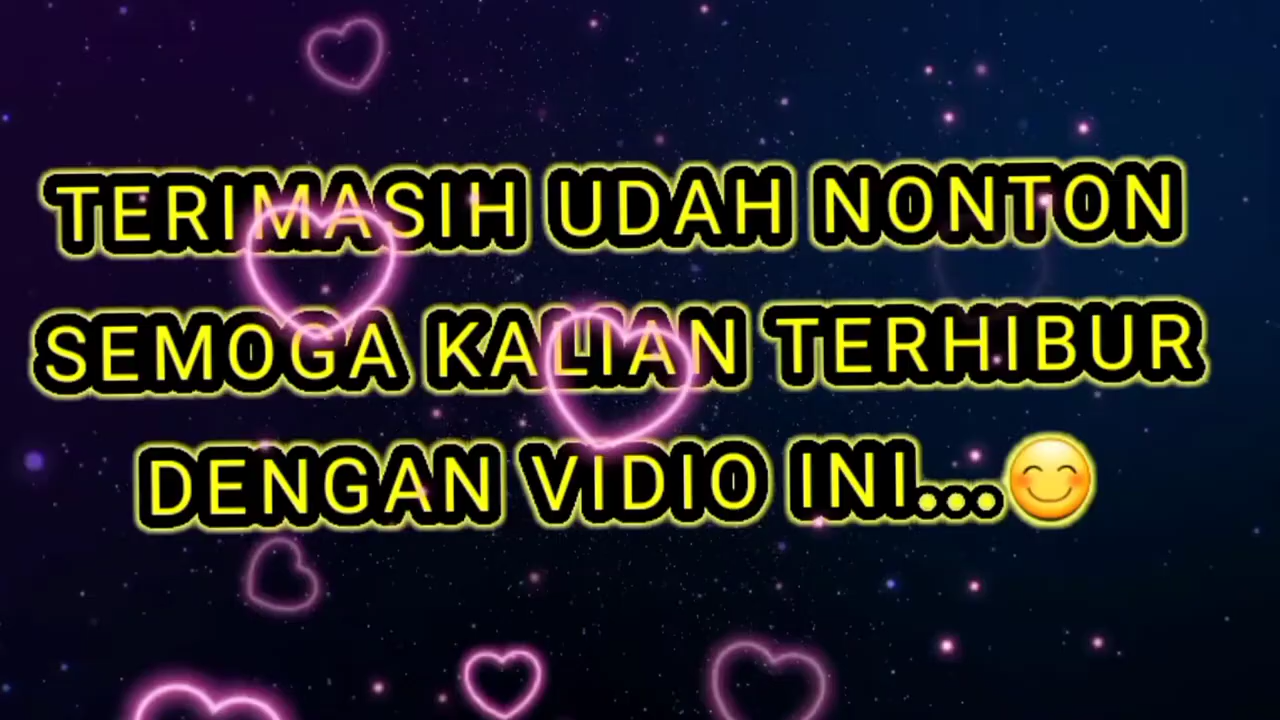 TERIMASIH UDAH NONTON
SEMOGA KALIAN TERHIBUR
DENGAN VIDIO INI...😊